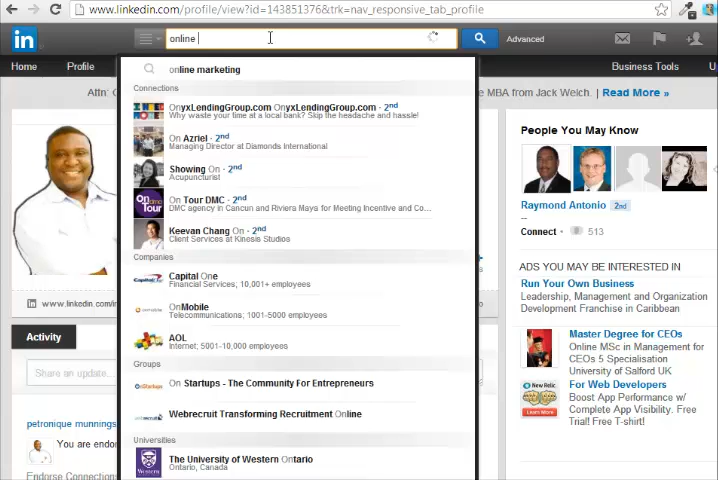 www.linkedin.com/profile/view?id=143851376&trk=nav_responsive_tab_profile
in
online
Advanced
Home
Profile
Business Tools
U
Attn:
e MBA from Jack Welch. | Read More »
online marketing
Connections
OnyxLendingGroup.com OnyxLendingGroup.com - 2nd
Why waste your time at a local bank? Skip the headache and hassle!
On Azriel - 2nd
Managing Director at Diamonds International
Showing On - 2nd
Acupuncturist
On Tour DMC - 2nd
DMC agency in Cancun and Riviera Maya for Meeting Incentive and Co...
Keevan Chang On - 2nd
Client Services at Kinesis Studios
Companies
Capital One
Financial Services; 10,001+ employees
OnMobile
Telecommunications; 1001-5000 employees
AOL
Internet; 5001-10,000 employees
Groups
On Startups - The Community For Entrepreneurs
Webrecruit Transforming Recruitment Online
Universities
The University of Western Ontario
Ontario, Canada
www.linkedin.com/in
Activity
Share an update...
petronique munnings
You are endor
Endorse Connection
People You May Know
Raymond Antonio 2nd
--
Connect • 513
ADS YOU MAY BE INTERESTED IN
Run Your Own Business
Leadership, Management and Organization
Development Franchise in Caribbean
Master Degree for CEOs
Online MSc in Management for
CEOs 5 Specialisation
University of Salford UK
For Web Developers
Boost App Performance w/
Complete App Visibility. Free
Trial! Free T-shirt!